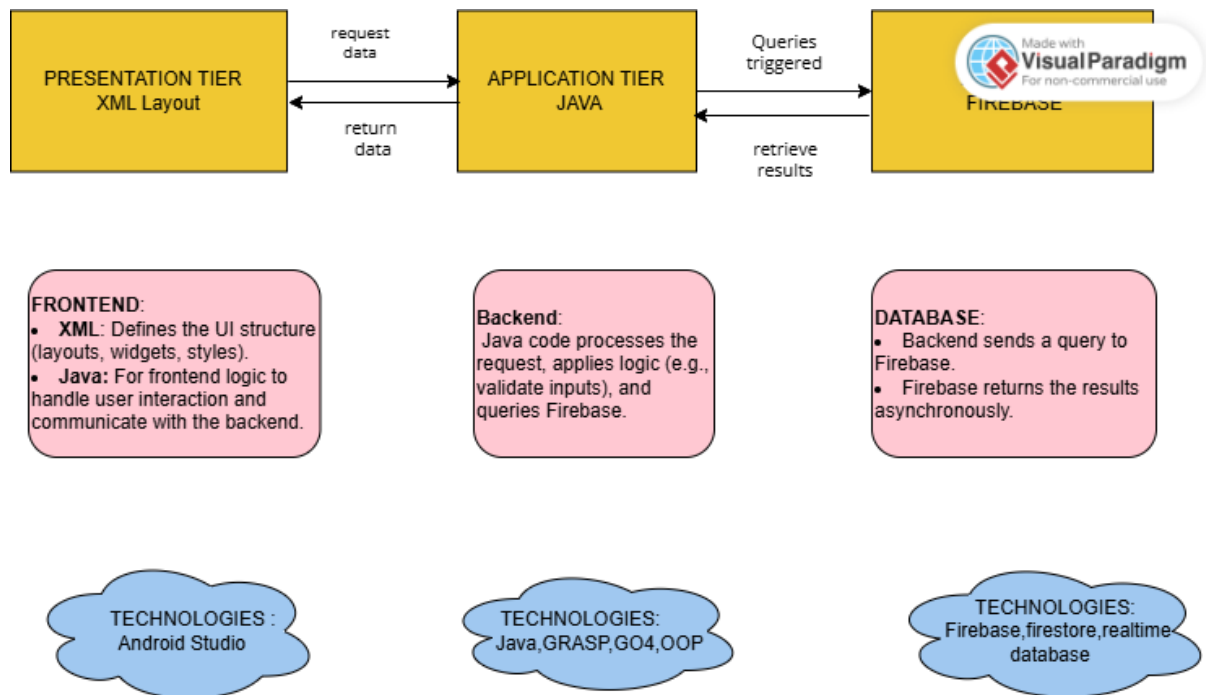 PRESENTATION TIER
XML Layout
request
data
return
data
APPLICATION TIER
JAVA
Queries
triggered
retrieve
results
Made with
Visual Paradigm
For non-commercial use
FIREBASE
FRONTEND:
• XML: Defines the UI structure
(layouts, widgets, styles).
• Java: For frontend logic to
handle user interaction and
communicate with the backend.
Backend:
Java code processes the
request, applies logic (e.g.,
validate inputs), and
queries Firebase.
DATABASE:
• Backend sends a query to
Firebase.
• Firebase returns the results
asynchronously.
TECHNOLOGIES :
Android Studio
TECHNOLOGIES:
Java,GRASP,GO4,OOP
TECHNOLOGIES:
Firebase,firestore,realtime
database